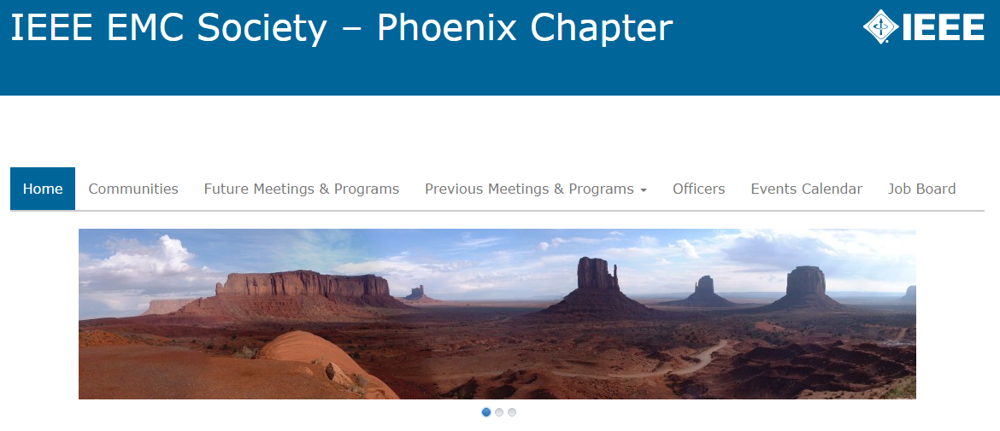 IEEE EMC Society – Phoenix Chapter
IEEE
Home Communities Future Meetings & Programs Previous Meetings & Programs Officers Events Calendar Job Board